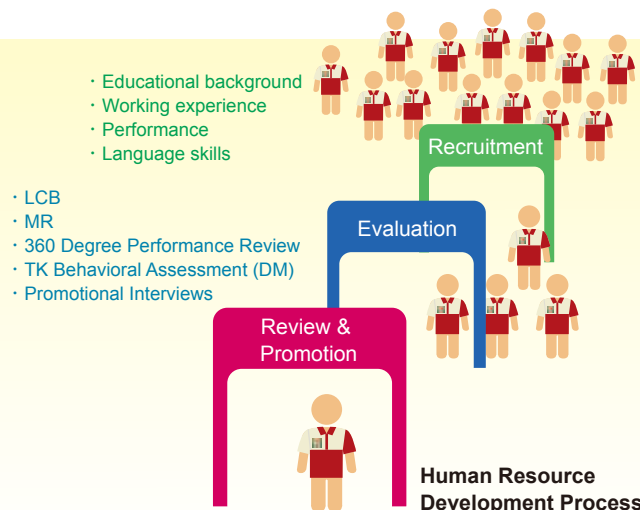 ・Educational background
・Working experience
・Performance
・Language skills
Recruitment
・LCB
・MR
・360 Degree Performance Review
・TK Behavioral Assessment (DM)
・Promotional Interviews
Evaluation
Review &
Promotion
Human Resource
Development Process